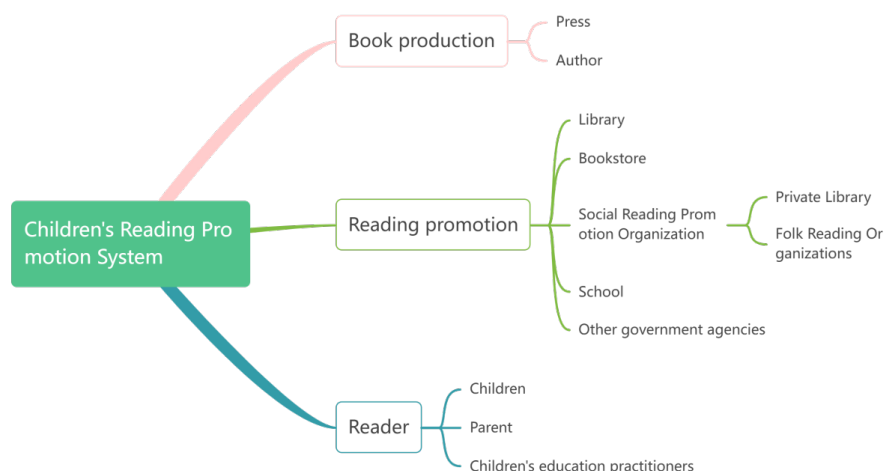 Book production
Press
Author
Children's Reading Pro
motion System
Reading promotion
Library
Bookstore
Social Reading Prom
otion Organization
Private Library
Folk Reading Or
ganizations
School
Other government agencies
Reader
Children
Parent
Children's education practitioners